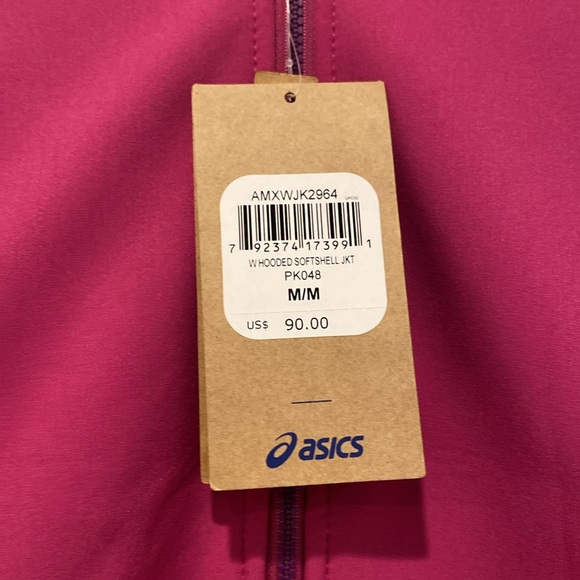 AMXWJK2964
7 92374 17399 1
W HOODED SOFTSHELL JKT
PK048
M/M
US$ 90.00
asics